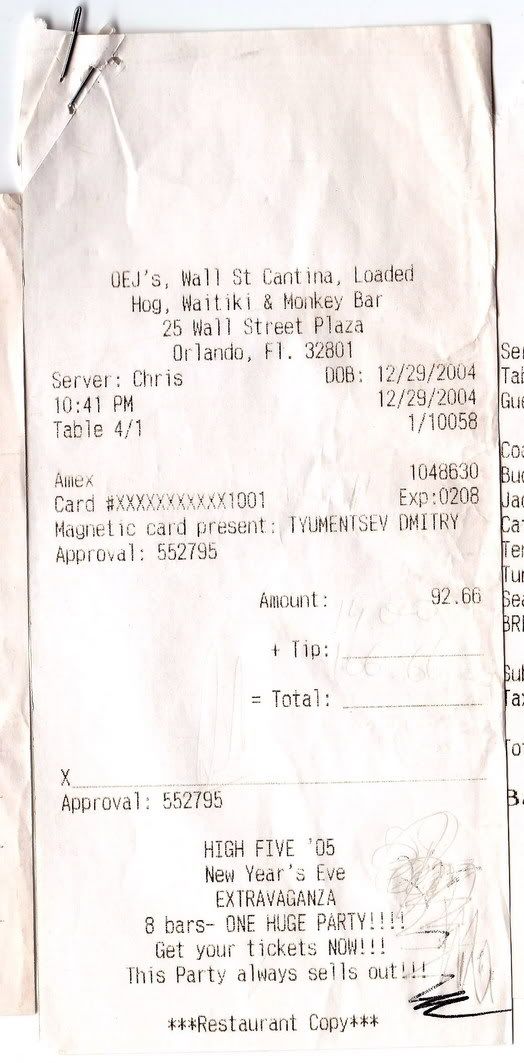 OEJ's, Wall St Cantina, Loaded
Hog, Waitiki & Monkey Bar
25 Wall Street Plaza
Orlando, Fl. 32801
Server: Chris DOB: 12/29/2004
10:41 PM 12/29/2004
Table 4/1 1/10058
Amex 1048630
Card #XXXXXXXXXXX1001 Exp:0208
Magnetic card present: TYUMENTSEV DMITRY
Approval: 552795
Amount: 92.66
+ Tip:
= Total:
X
Approval: 552795
HIGH FIVE '05
New Year's Eve
EXTRAVAGANZA
8 bars- ONE HUGE PARTY!!!!
Get your tickets NOW!!!
This Party always sells out!!!
***Restaurant Copy***